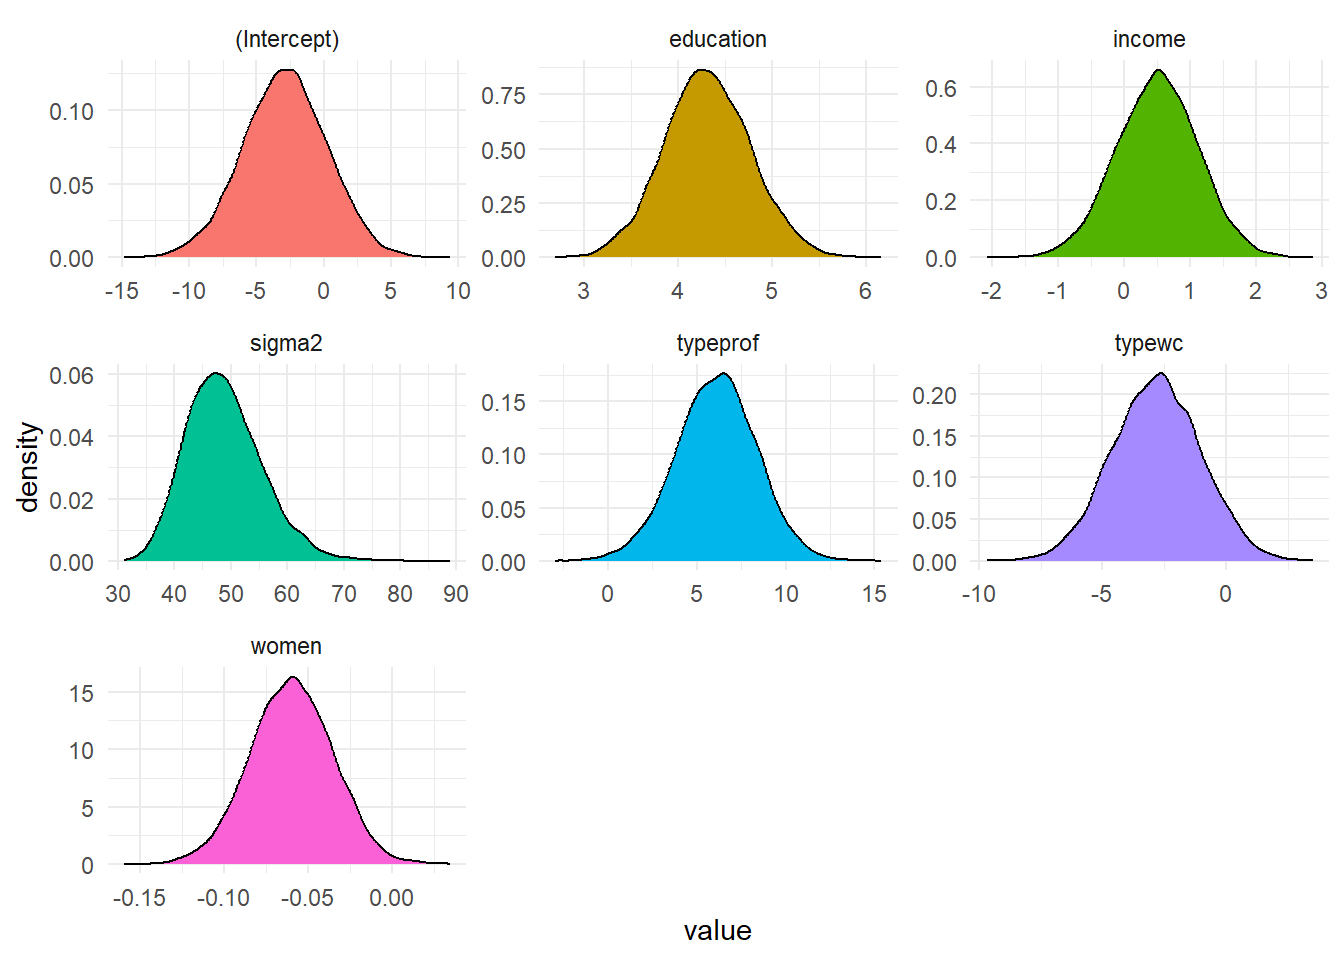 (Intercept) education income
0.10
0.05
0.00
0.75
0.50
0.25
0.00
0.6
0.4
0.2
0.0
-15 -10 -5 0 5 10
3 4 5 6
-2 -1 0 1 2 3
sigma2 typeprof typewc
0.06
0.04
0.02
0.00
0.15
0.10
0.05
0.00
0.20
0.15
0.10
0.05
0.00
30 40 50 60 70 80 90
0 5 10 15
-10 -5 0
density
women
15
10
5
0
-0.15 -0.10 -0.05 0.00
value